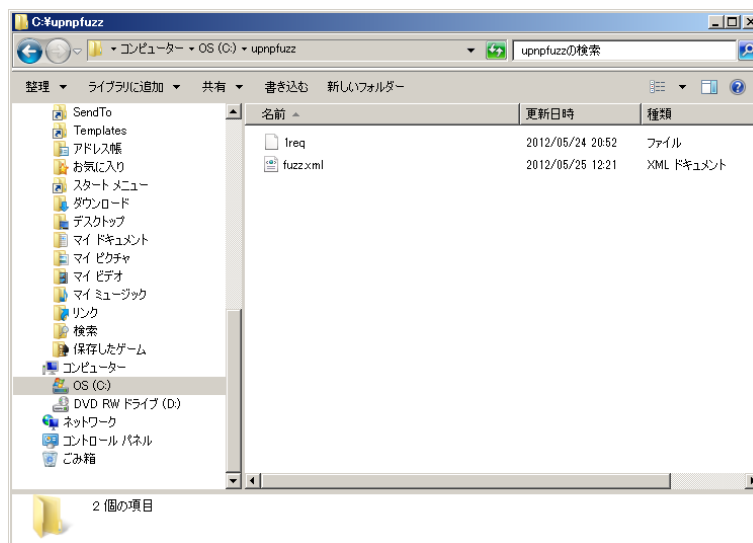 C:¥upnpfuzz
コンピューター OS (C:) upnpfuzz
upnpfuzzの検索
整理 ライブラリに追加 共有 書き込む 新しいフォルダー
SendTo
Templates
アドレス帳
お気に入り
スタート メニュー
ダウンロード
デスクトップ
マイ ドキュメント
マイ ピクチャ
マイ ビデオ
マイ ミュージック
リンク
検索
保存したゲーム
コンピューター
OS (C:)
DVD RW ドライブ (D:)
ネットワーク
コントロール パネル
ごみ箱
名前 更新日時 種類
1req 2012/05/24 20:52 ファイル
fuzz.xml 2012/05/25 12:21 XML ドキュメント
2 個の項目